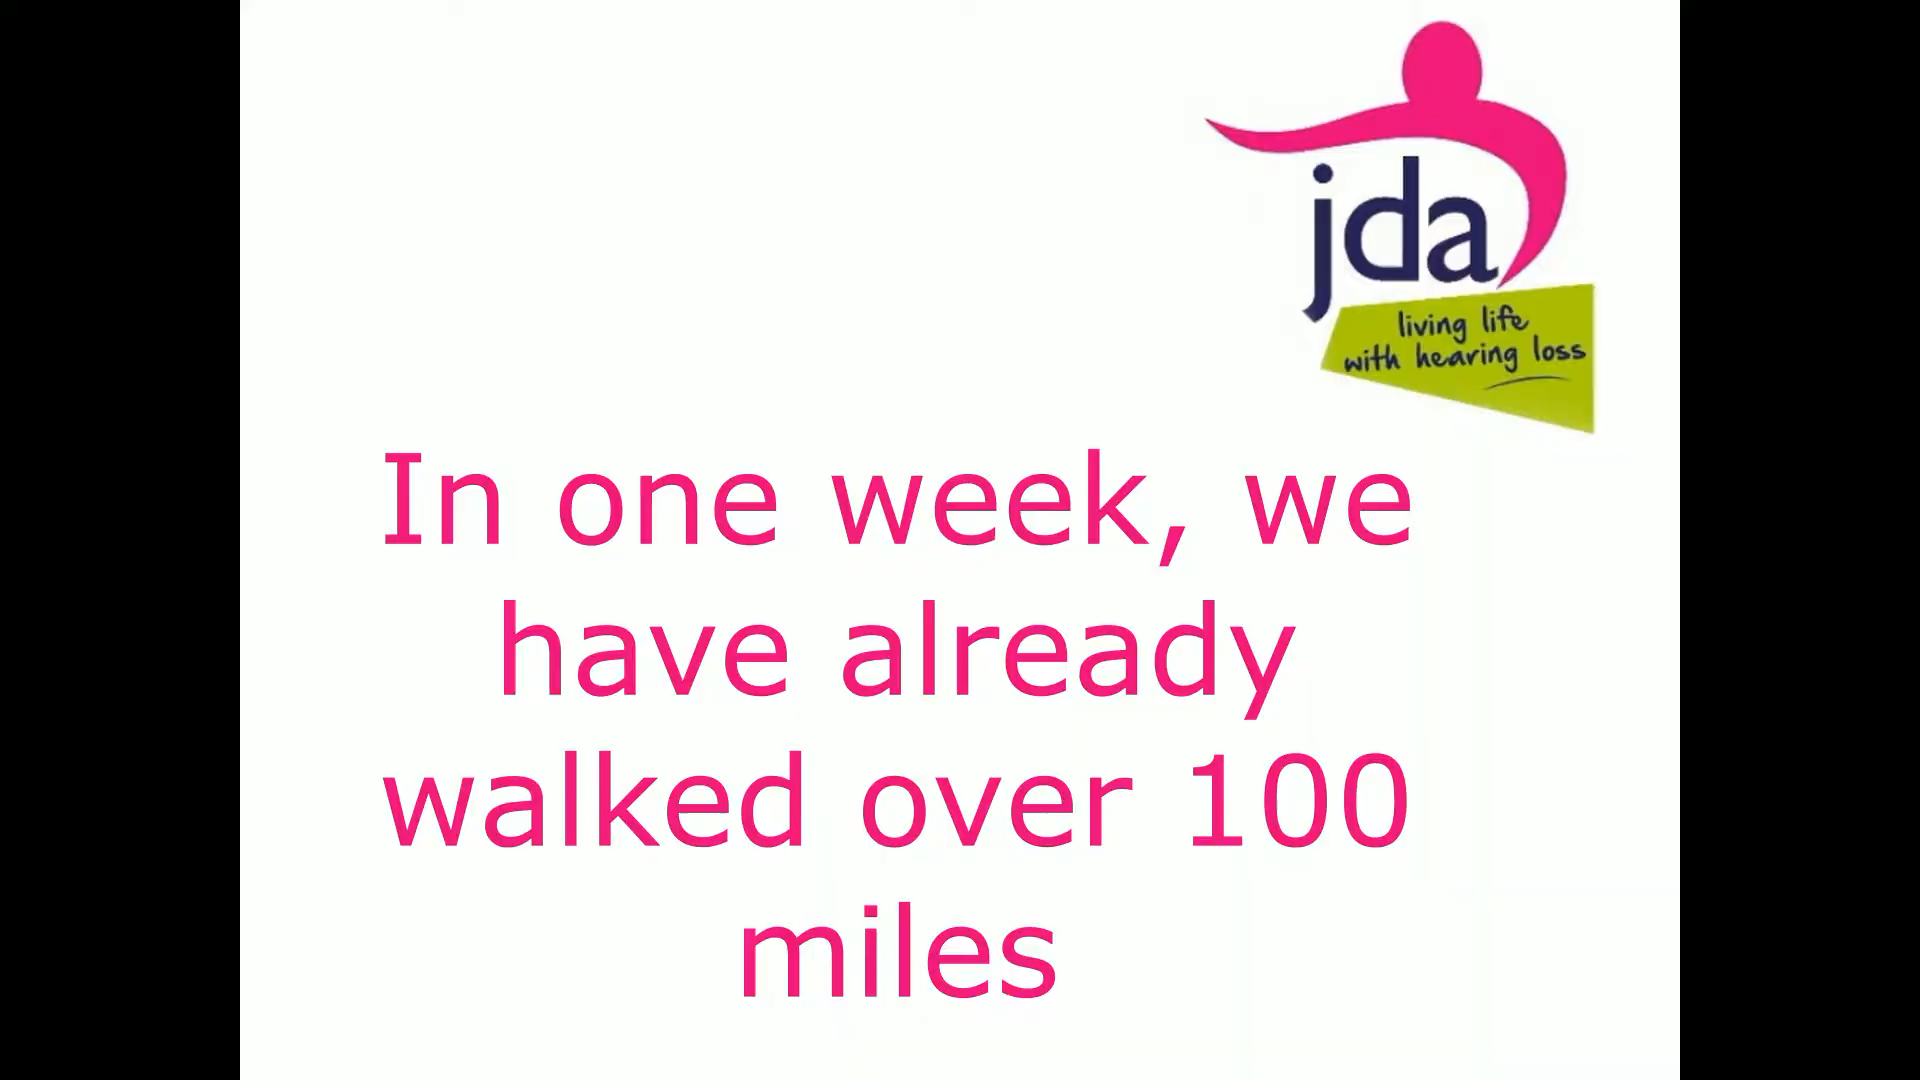 jda
living life
with hearing loss
In one week, we
have already
walked over 100
miles